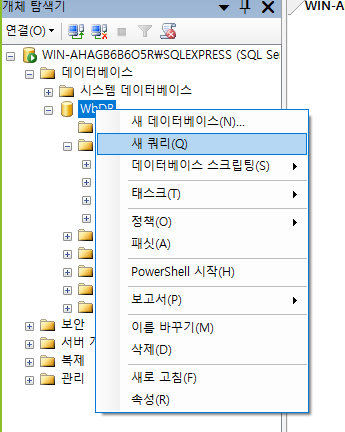 개체 탐색기
WIN-A
연결(O)
WIN-AHAGB6B6O5R₩SQLEXPRESS (SQL Se
데이터베이스
시스템 데이터베이스
WbDB
새 데이터베이스(N)...
새 쿼리(Q)
데이터베이스 스크립팅(S)
태스크(T)
정책(O)
패싯(A)
PowerShell 시작(H)
보고서(P)
보안
이름 바꾸기(M)
서버 개
삭제(D)
복제
새로 고침(F)
관리
속성(R)